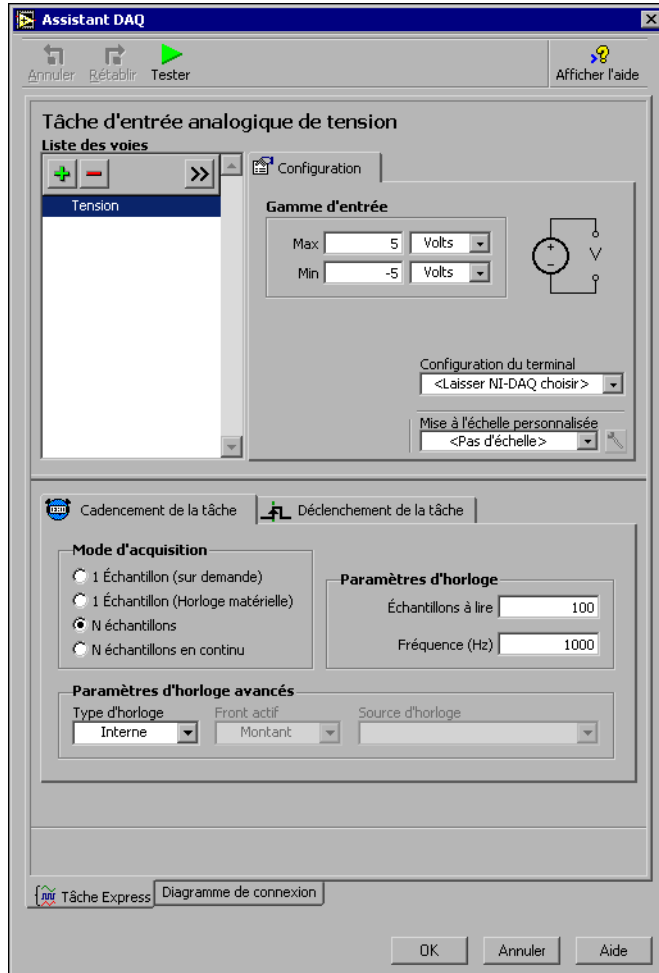 Assistant DAQ
Annuler Rétablir Tester Afficher l'aide
Tâche d'entrée analogique de tension
Liste des voies
Tension
Configuration
Gamme d'entrée
Max 5 Volts
Min -5 Volts
+
−
V
Configuration du terminal
<Laisser NI-DAQ choisir>
Mise à l'échelle personnalisée
<Pas d'échelle>
Cadencement de la tâche Déclenchement de la tâche
Mode d'acquisition
1 Échantillon (sur demande)
1 Échantillon (Horloge matérielle)
N échantillons
N échantillons en continu
Paramètres d'horloge
Échantillons à lire 100
Fréquence (Hz) 1000
Paramètres d'horloge avancés
Type d'horloge Front actif Source d'horloge
Interne Montant
Tâche Express Diagramme de connexion
OK Annuler Aide